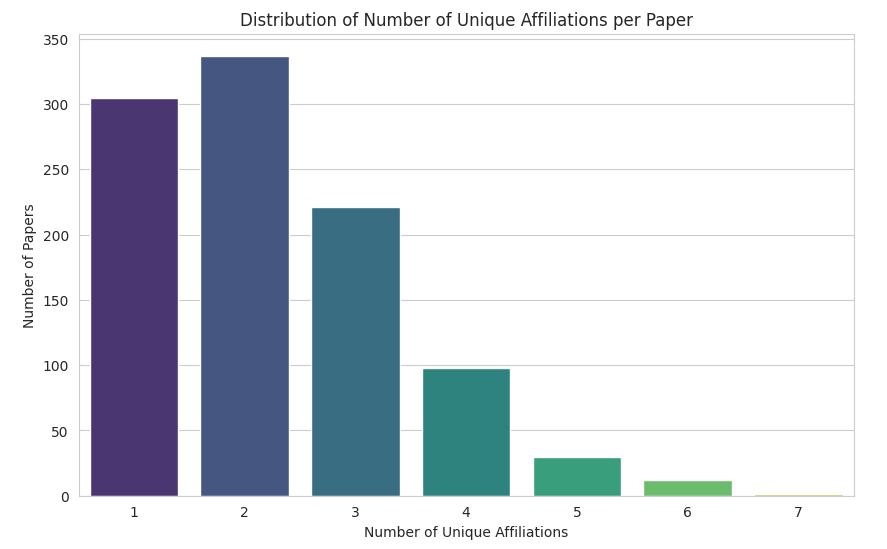 Distribution of Number of Unique Affiliations per Paper
350
300
250
200
150
100
50
0
Number of Papers
1 2 3 4 5 6 7
Number of Unique Affiliations